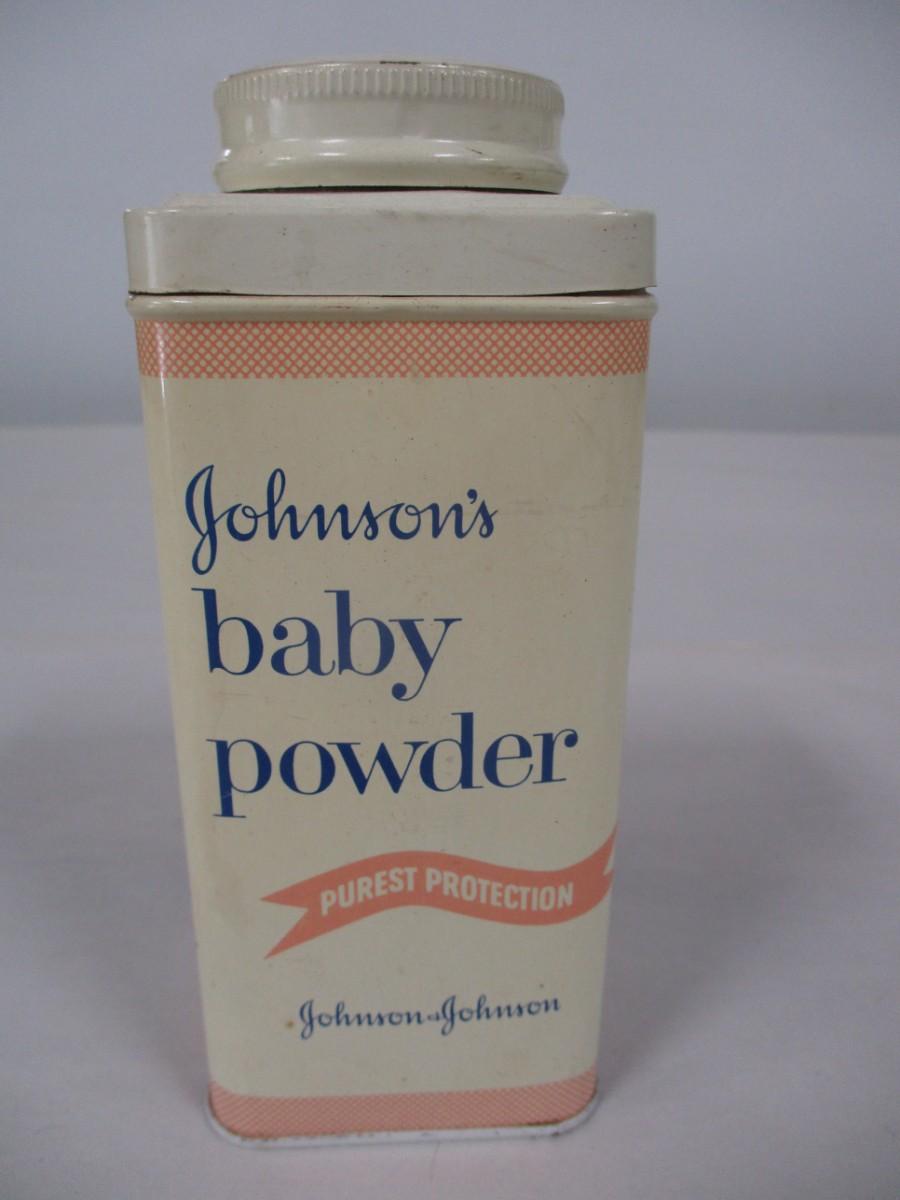 Johnson's
baby
powder
PUREST PROTECTION
Johnson & Johnson